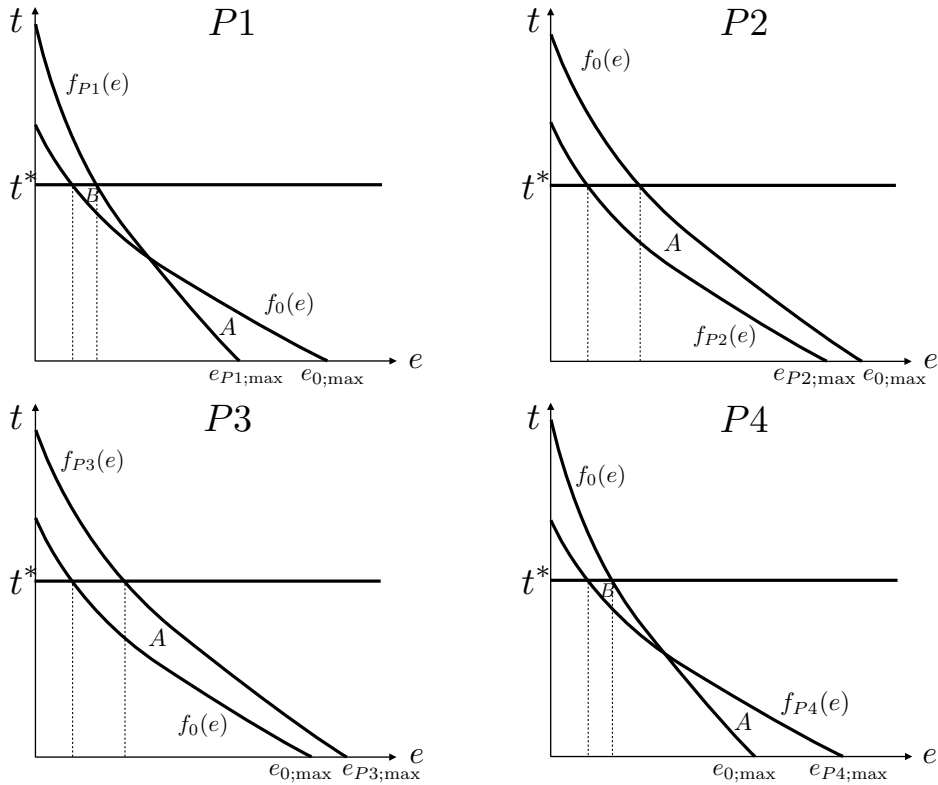 P1
t
f_{P1}(e)
t*
B
f_0(e)
A
e
e_{P1;max} e_{0;max}
P2
t
f_0(e)
t*
A
f_{P2}(e)
e
e_{P2;max} e_{0;max}
P3
t
f_{P3}(e)
t*
A
f_0(e)
e
e_{0;max} e_{P3;max}
P4
t
f_0(e)
t*
B
f_{P4}(e)
A
e
e_{0;max} e_{P4;max}